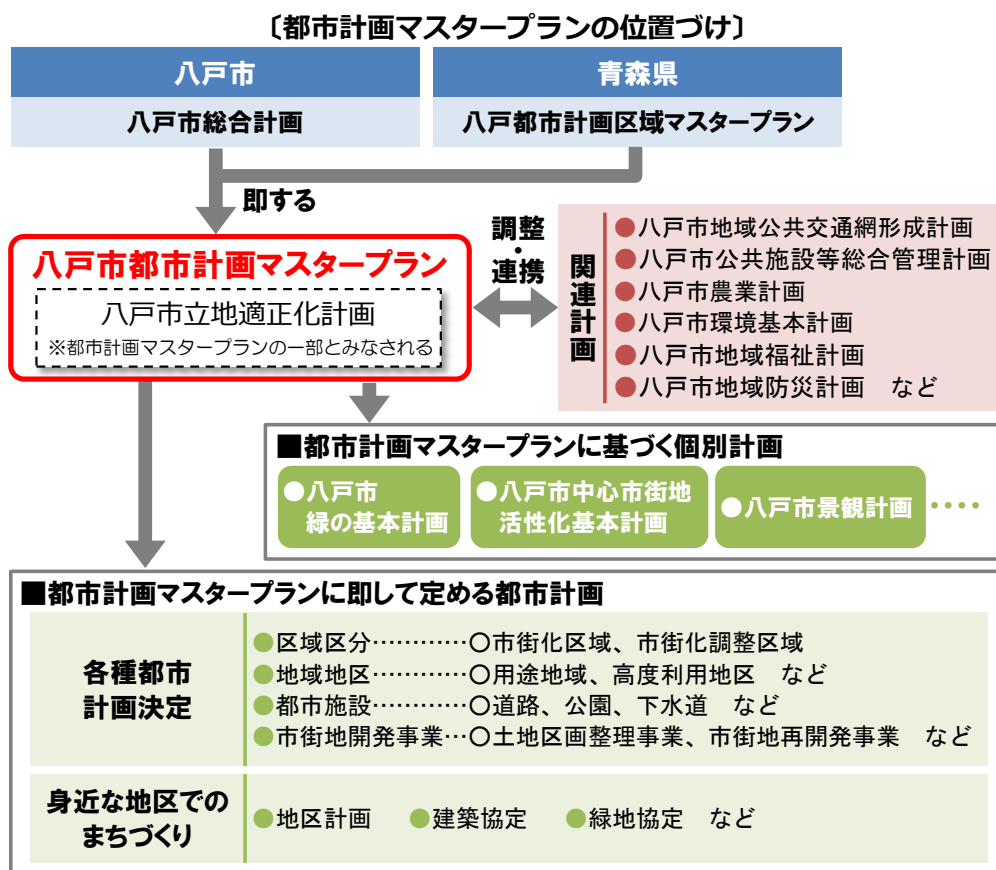 〔都市計画マスタープランの位置づけ〕
八戸市
八戸市総合計画
青森県
八戸都市計画区域マスタープラン
即する
八戸市都市計画マスタープラン
八戸市立地適正化計画
※都市計画マスタープランの一部とみなされる
調整
・
連携
関連計画
●八戸市地域公共交通網形成計画
●八戸市公共施設等総合管理計画
●八戸市農業計画
●八戸市環境基本計画
●八戸市地域福祉計画
●八戸市地域防災計画　など
■都市計画マスタープランに基づく個別計画
●八戸市
緑の基本計画
●八戸市中心市街地
活性化基本計画
●八戸市景観計画
・・・・
■都市計画マスタープランに即して定める都市計画
各種都市
計画決定
●区域区分…………〇市街化区域、市街化調整区域
●地域地区…………〇用途地域、高度利用地区　など
●都市施設…………〇道路、公園、下水道　など
●市街地開発事業…〇土地区画整理事業、市街地再開発事業　など
身近な地区での
まちづくり
●地区計画　●建築協定　●緑地協定　など